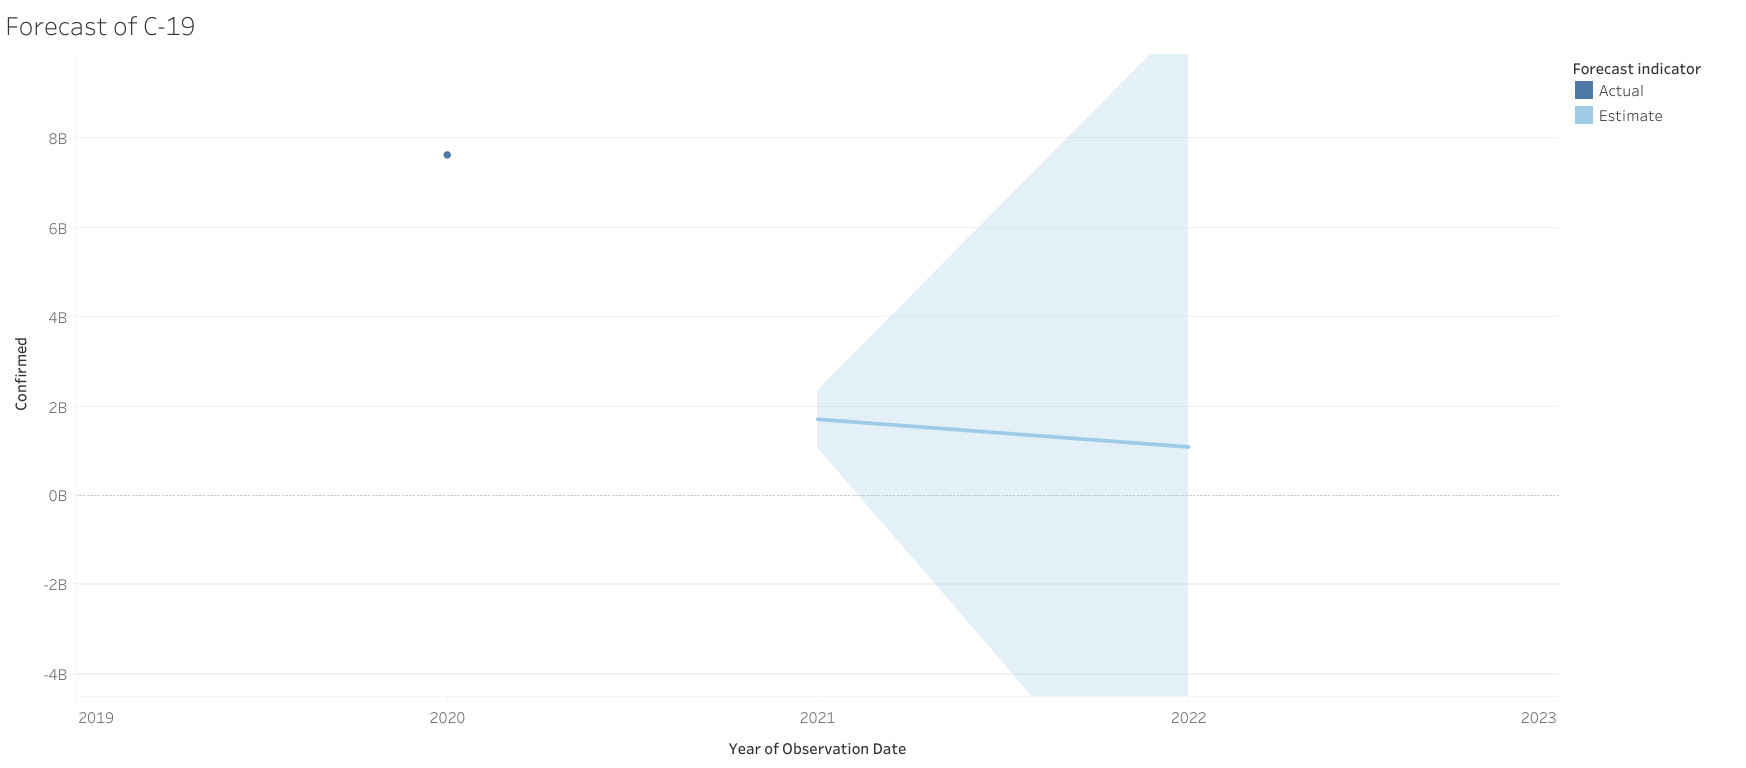 Forecast of C-19
Forecast indicator
Actual
Estimate
8B
6B
4B
2B
0B
-2B
-4B
Confirmed
2019
2020
2021
2022
2023
Year of Observation Date